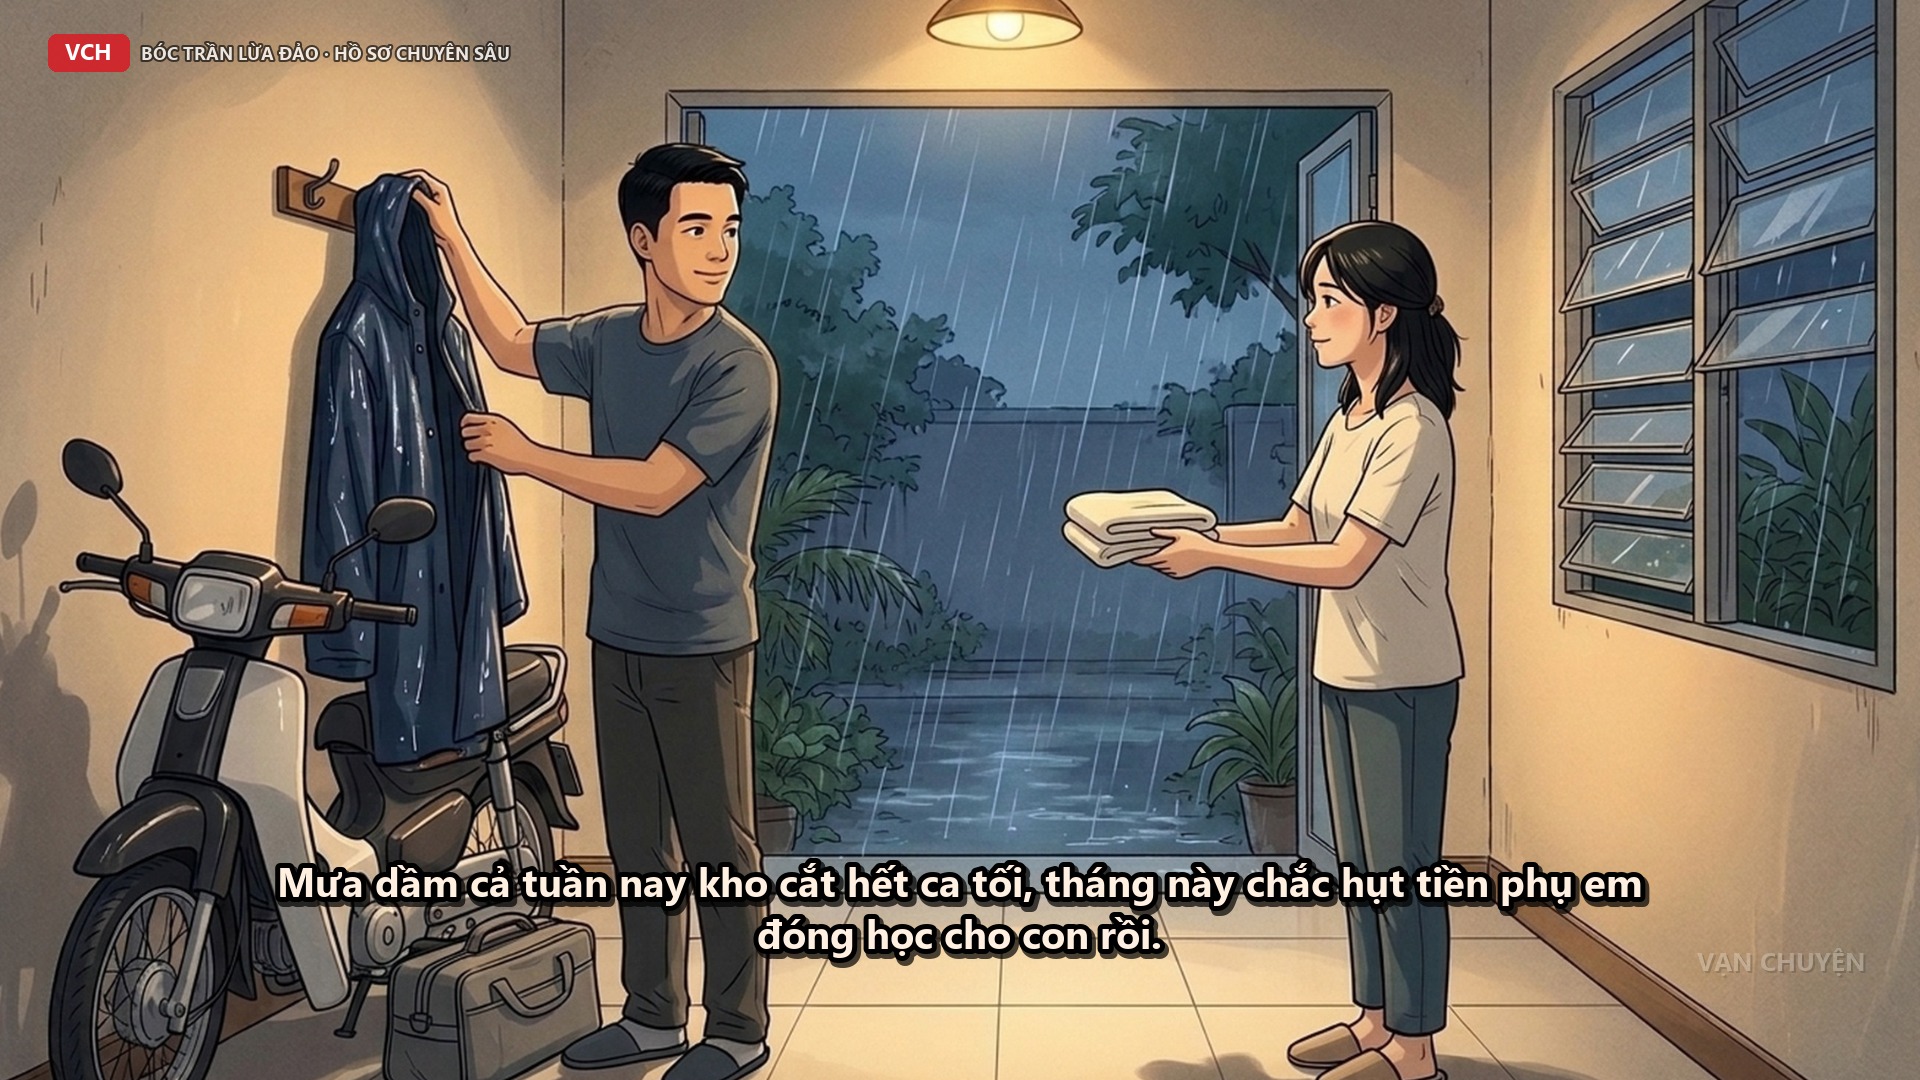 VCH BÓC TRẦN LỪA ĐẢO · HỒ SƠ CHUYÊN SÂU
Mưa dầm cả tuần nay kho cắt hết ca tối, tháng này chắc hụt tiền phụ em
đóng học cho con rồi.
VẠN CHUYỆN